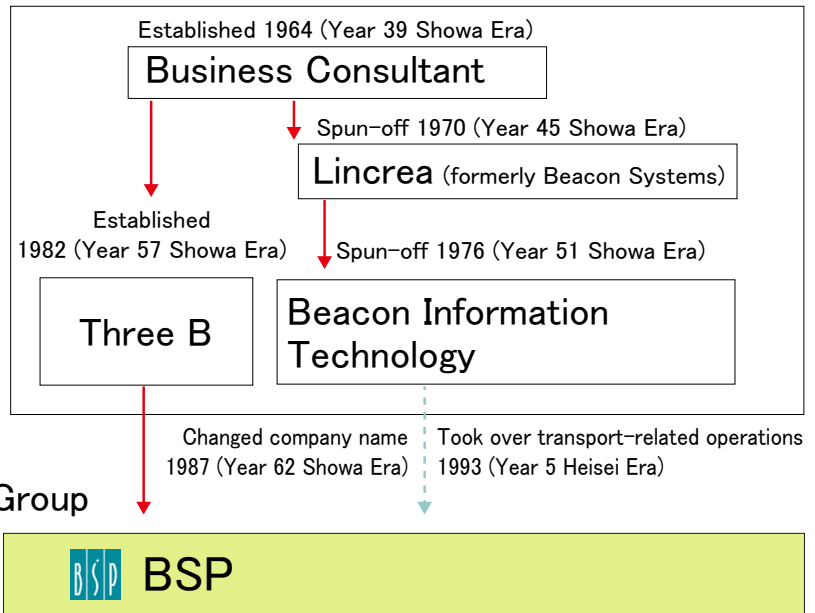 Established 1964 (Year 39 Showa Era)
Business Consultant
Spun-off 1970 (Year 45 Showa Era)
Lincrea (formerly Beacon Systems)
Established
1982 (Year 57 Showa Era)
Spun-off 1976 (Year 51 Showa Era)
Three B
Beacon Information
Technology
Changed company name
1987 (Year 62 Showa Era)
Took over transport-related operations
1993 (Year 5 Heisei Era)
Group
BSP BSP